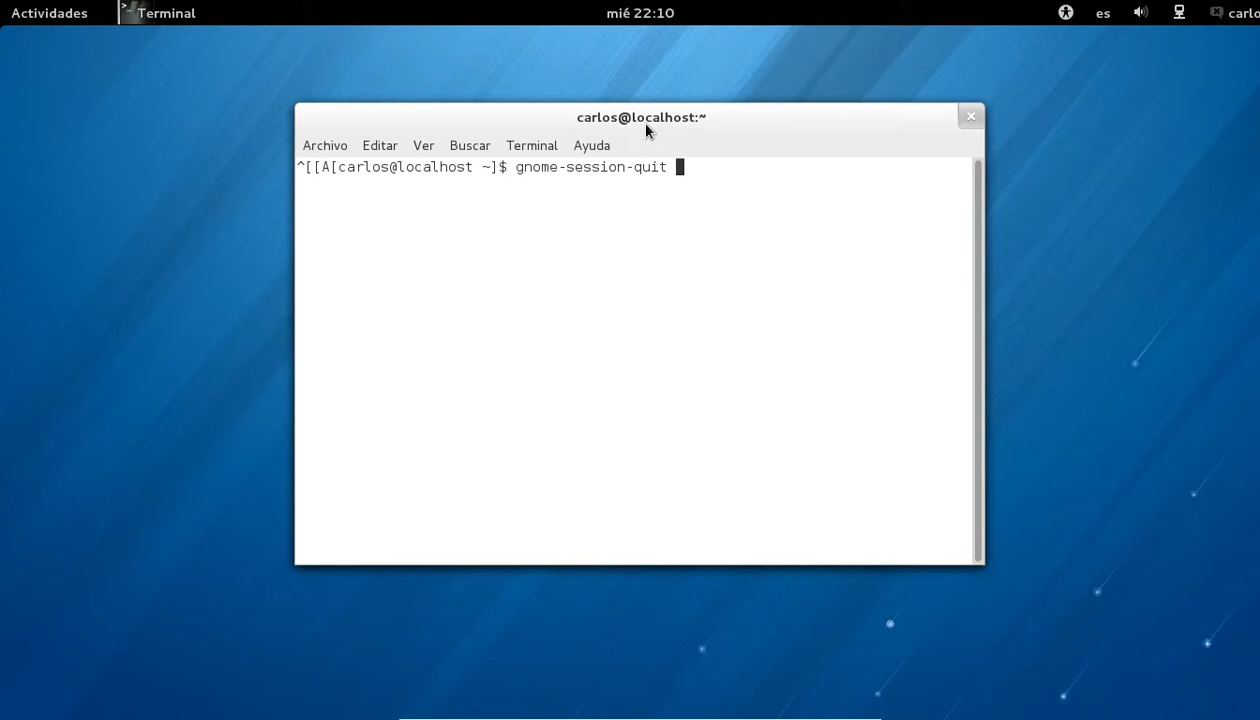 Actividades Terminal mié 22:10 es carlo
carlos@localhost:~
Archivo Editar Ver Buscar Terminal Ayuda
^[[A[carlos@localhost ~]$ gnome-session-quit